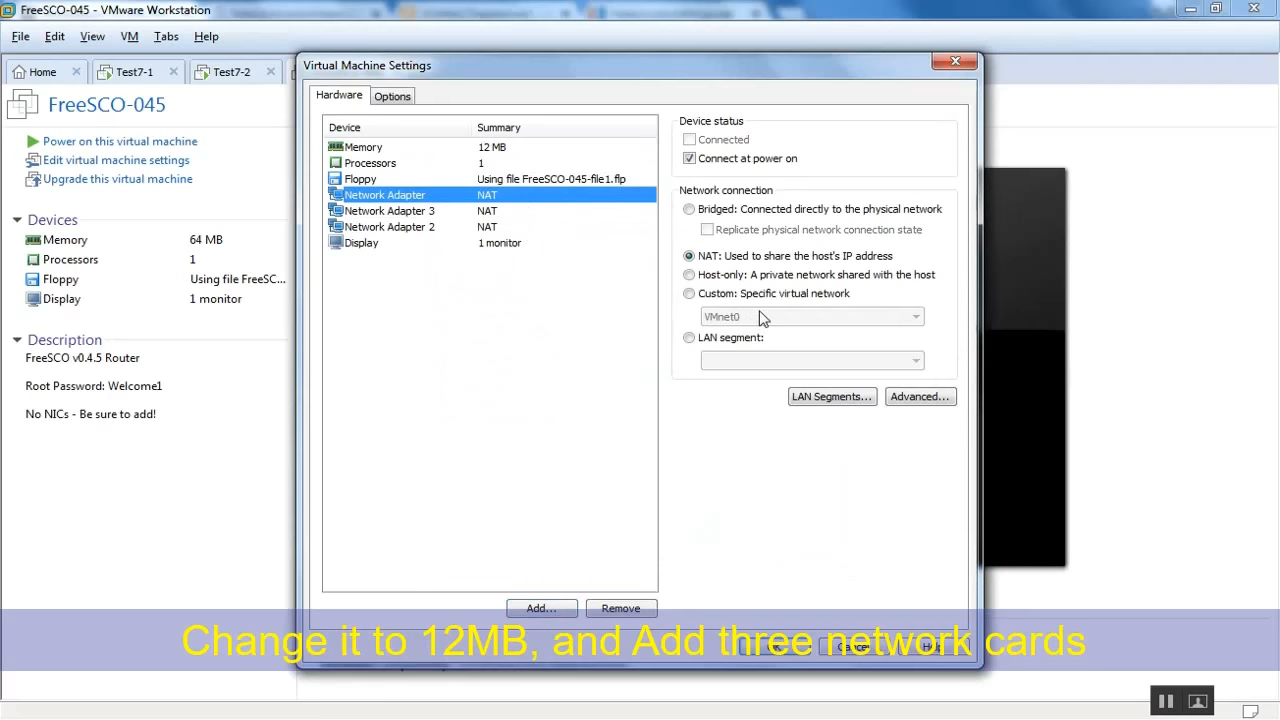 FreeSCO-045 - VMware Workstation
File Edit View VM Tabs Help
Home Test7-1 Test7-2
FreeSCO-045
Power on this virtual machine
Edit virtual machine settings
Upgrade this virtual machine
Devices
Memory 64 MB
Processors 1
Floppy Using file FreeSC...
Display 1 monitor
Description
FreeSCO v0.4.5 Router
Root Password: Welcome1
No NICs - Be sure to add!
Virtual Machine Settings
Hardware Options
Device Summary
Memory 12 MB
Processors 1
Floppy Using file FreeSCO-045-file1.flp
Network Adapter NAT
Network Adapter 3 NAT
Network Adapter 2 NAT
Display 1 monitor
Add... Remove
Device status
Connected
Connect at power on
Network connection
Bridged: Connected directly to the physical network
Replicate physical network connection state
NAT: Used to share the host's IP address
Host-only: A private network shared with the host
Custom: Specific virtual network
VMnet0
LAN segment:
LAN Segments... Advanced...
OK Cancel Help
Change it to 12MB, and Add three network cards